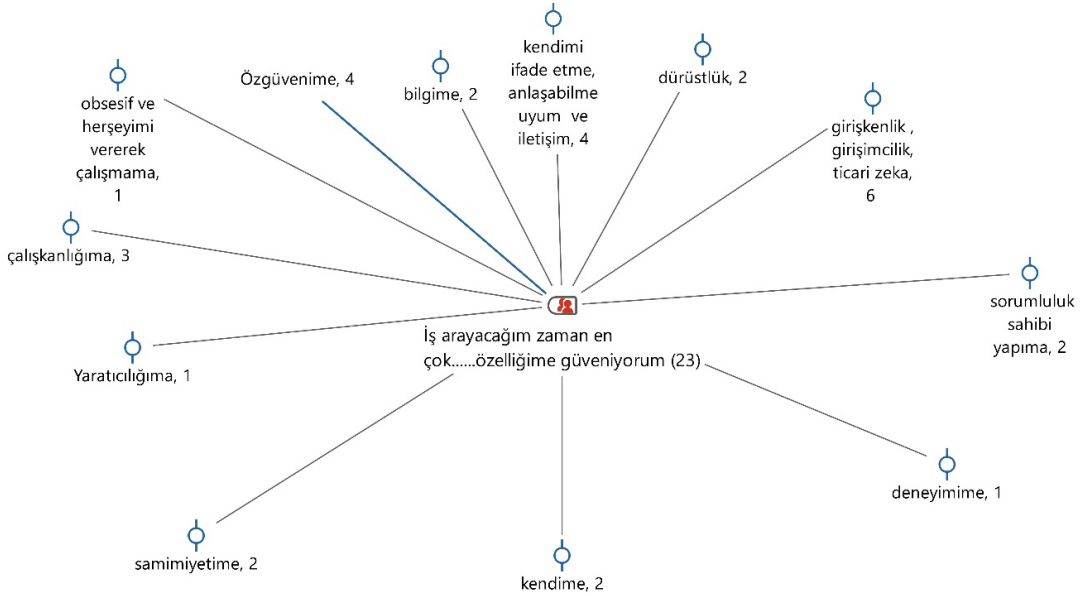 obsesif ve
herşeyimi
vererek
çalışmama,
1
Özgüvenime, 4
bilgime, 2
kendimi
ifade etme,
anlaşabilme
uyum ve
iletişim, 4
dürüstlük, 2
girişkenlik ,
girişimcilik,
ticari zeka,
6
çalışkanlığıma, 3
sorumluluk
sahibi
yapıma, 2
İş arayacağım zaman en
çok......özelliğime güveniyorum (23)
Yaratıcılığıma, 1
deneyimime, 1
samimiyetime, 2
kendime, 2